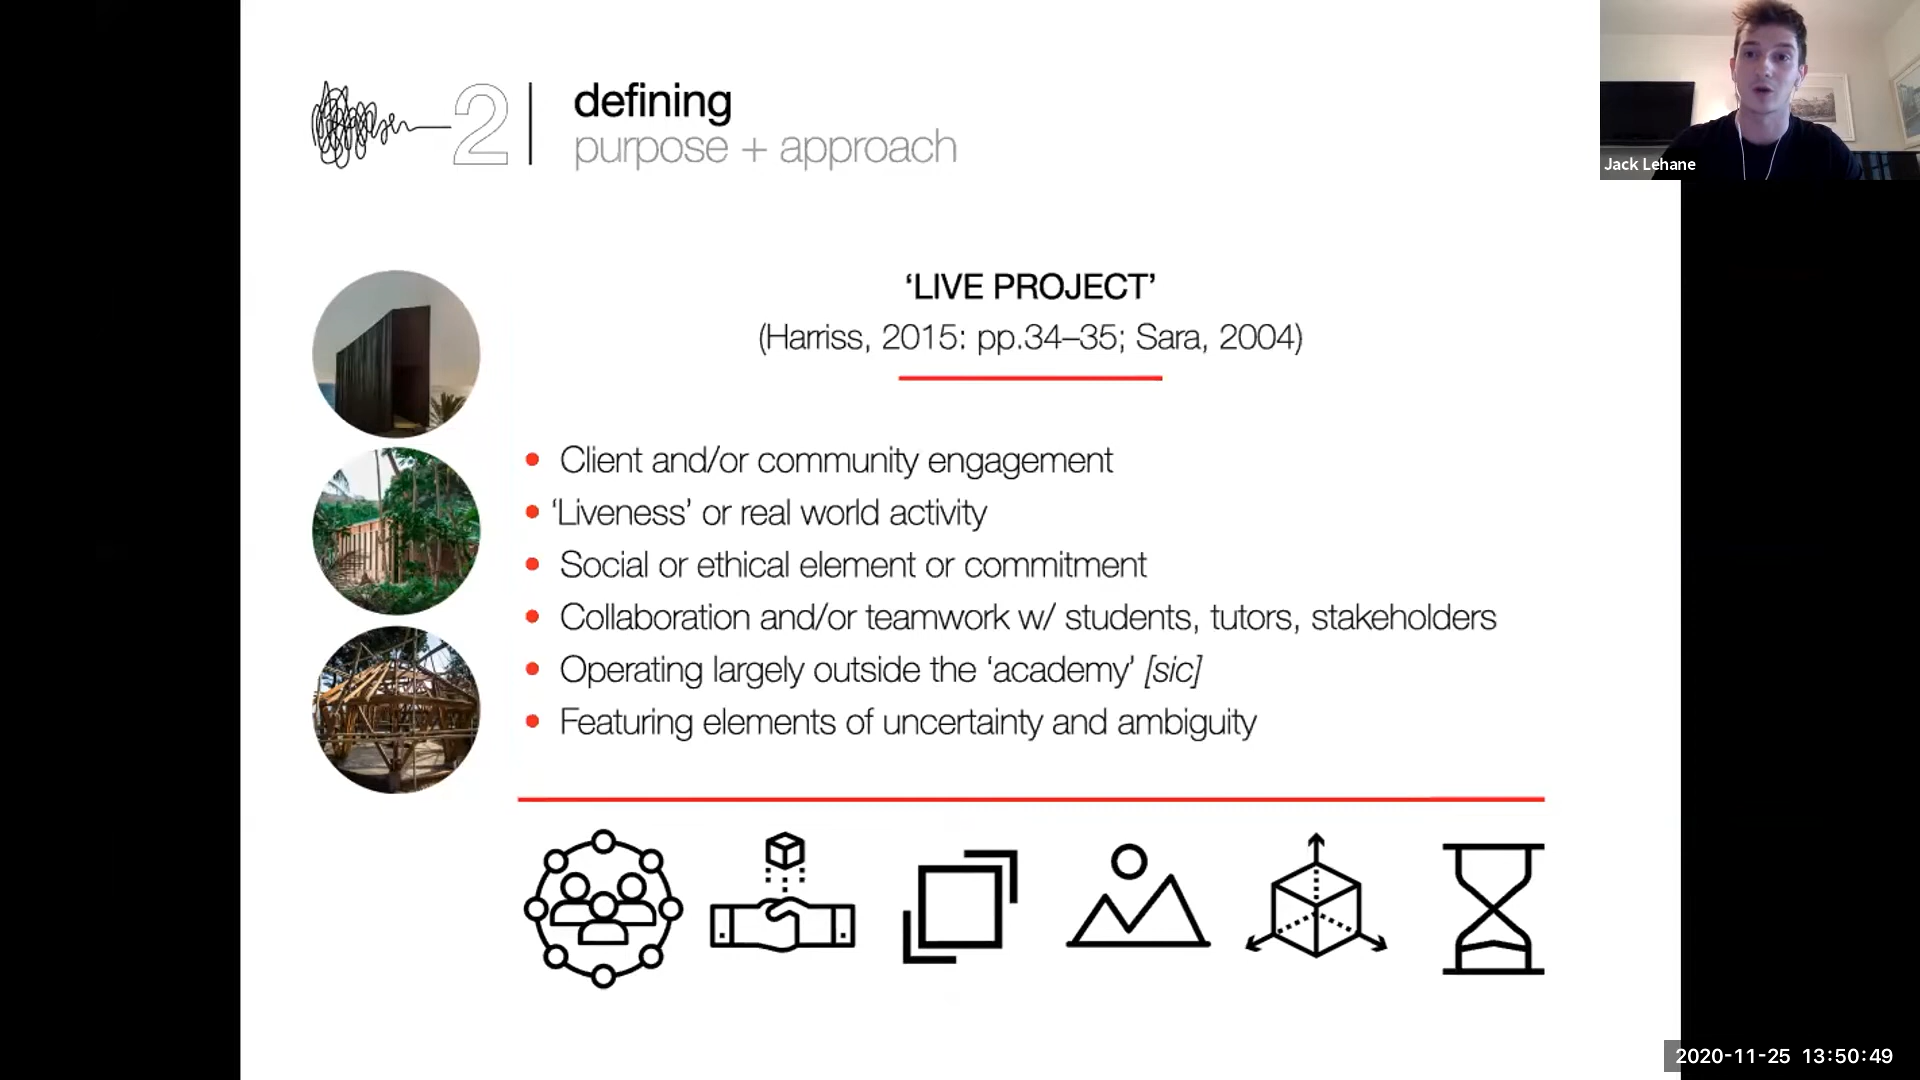 2
defining
purpose + approach
Jack Lehane
‘LIVE PROJECT’
(Harriss, 2015: pp.34–35; Sara, 2004)
• Client and/or community engagement
• ‘Liveness’ or real world activity
• Social or ethical element or commitment
• Collaboration and/or teamwork w/ students, tutors, stakeholders
• Operating largely outside the ‘academy’ [sic]
• Featuring elements of uncertainty and ambiguity
2020-11-25 13:50:49